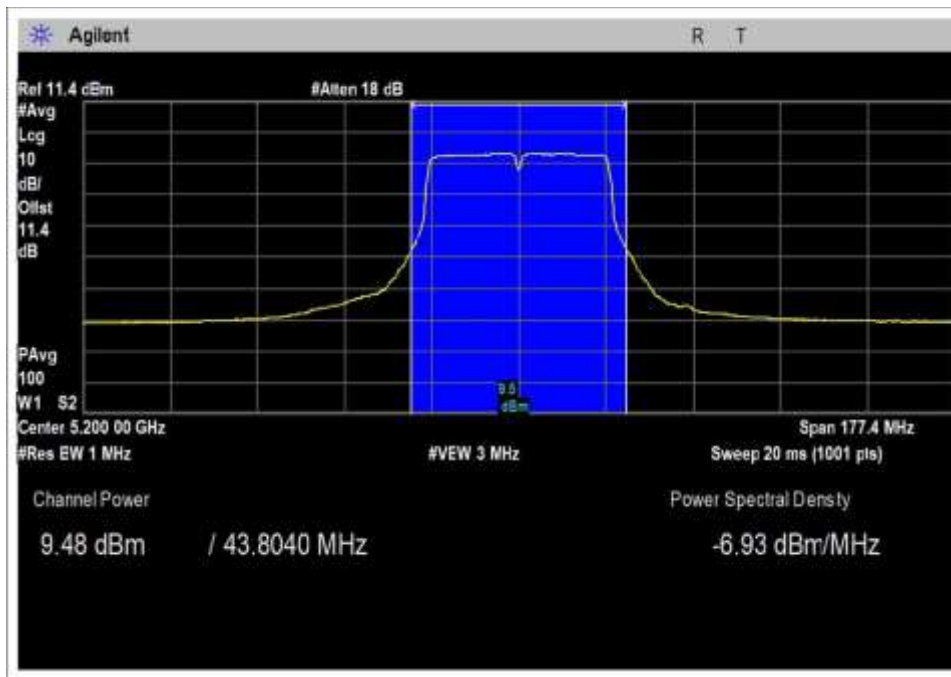 Agilent
R T
Ref 11.4 dBm #Atten 18 dB
#Avg
Log
10
dB/
Offst
11.4
dB
PAvg
100
W1 S2
9.5
dBm
Center 5.200 00 GHz Span 177.4 MHz
#Res BW 1 MHz #VBW 3 MHz Sweep 20 ms (1001 pts)
Channel Power Power Spectral Density
9.48 dBm / 43.8040 MHz -6.93 dBm/MHz